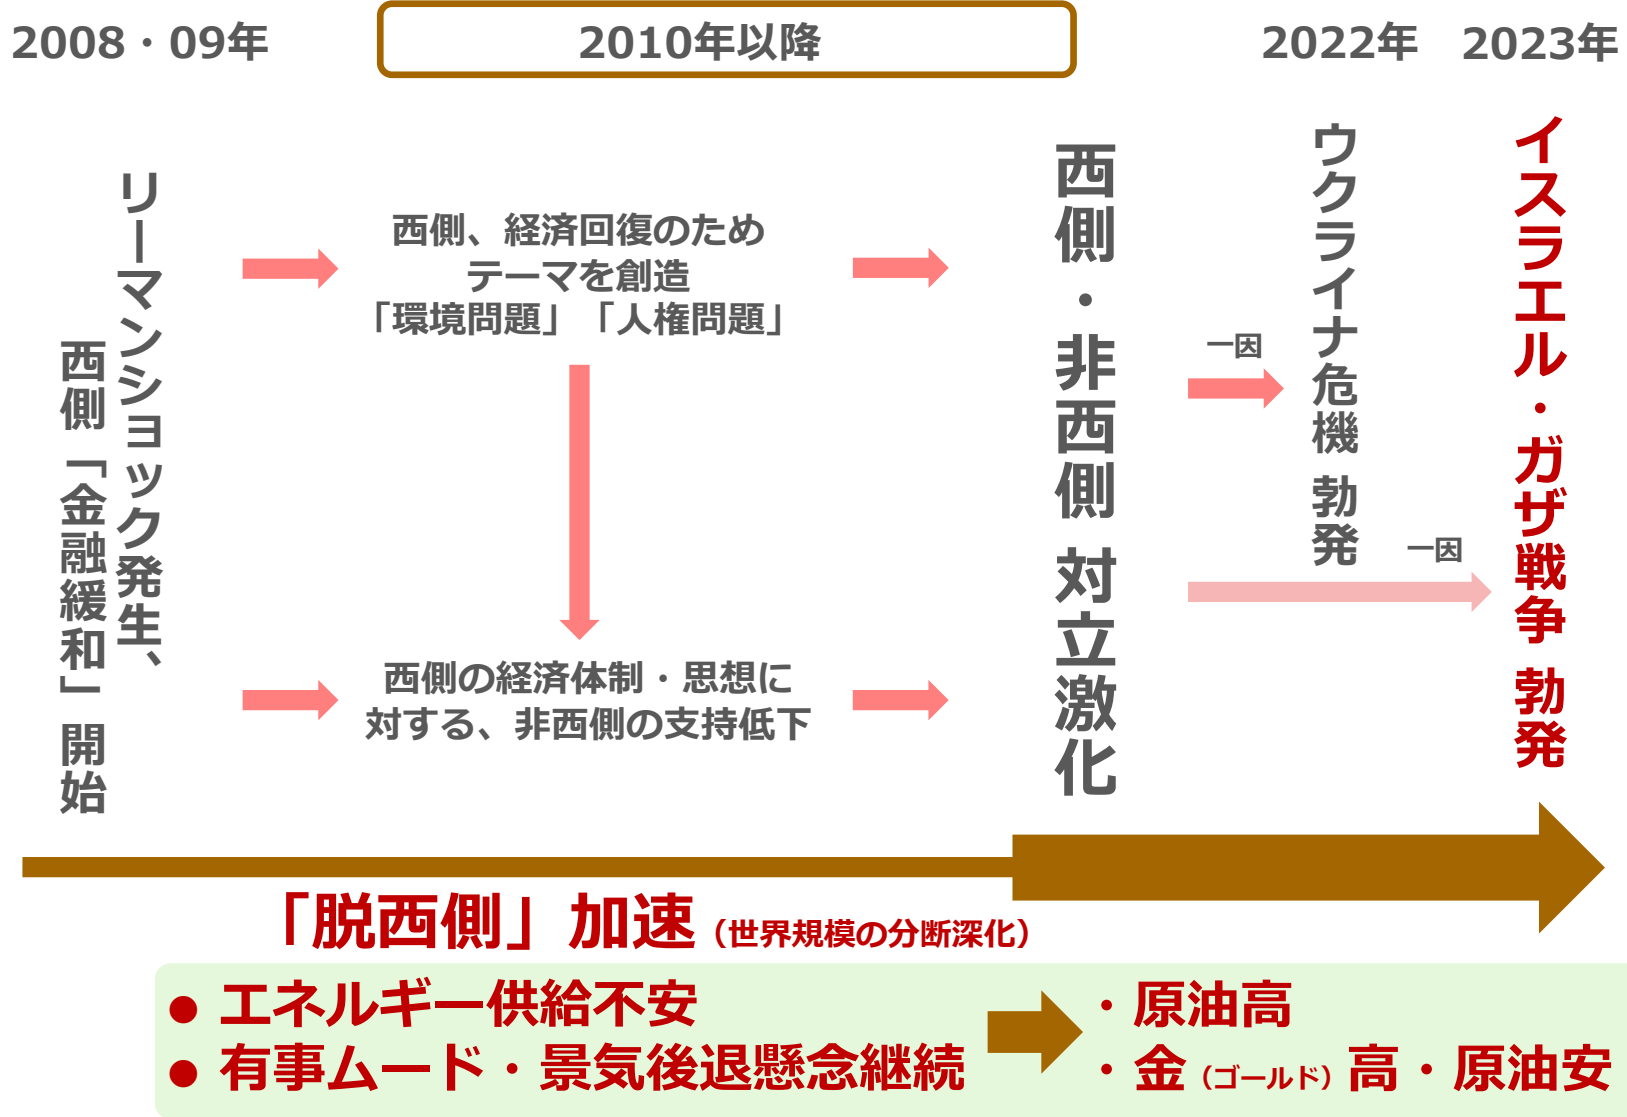 2008・09年
2010年以降
2022年
2023年
リーマンショック発生、
西側「金融緩和」開始
西側、経済回復のため
テーマを創造
「環境問題」「人権問題」
西側の経済体制・思想に
対する、非西側の支持低下
西側・非西側 対立激化
一因
ウクライナ危機 勃発
一因
イスラエル・ガザ戦争 勃発
「脱西側」加速（世界規模の分断深化）
● エネルギー供給不安
● 有事ムード・景気後退懸念継続
・原油高
・金（ゴールド）高・原油安